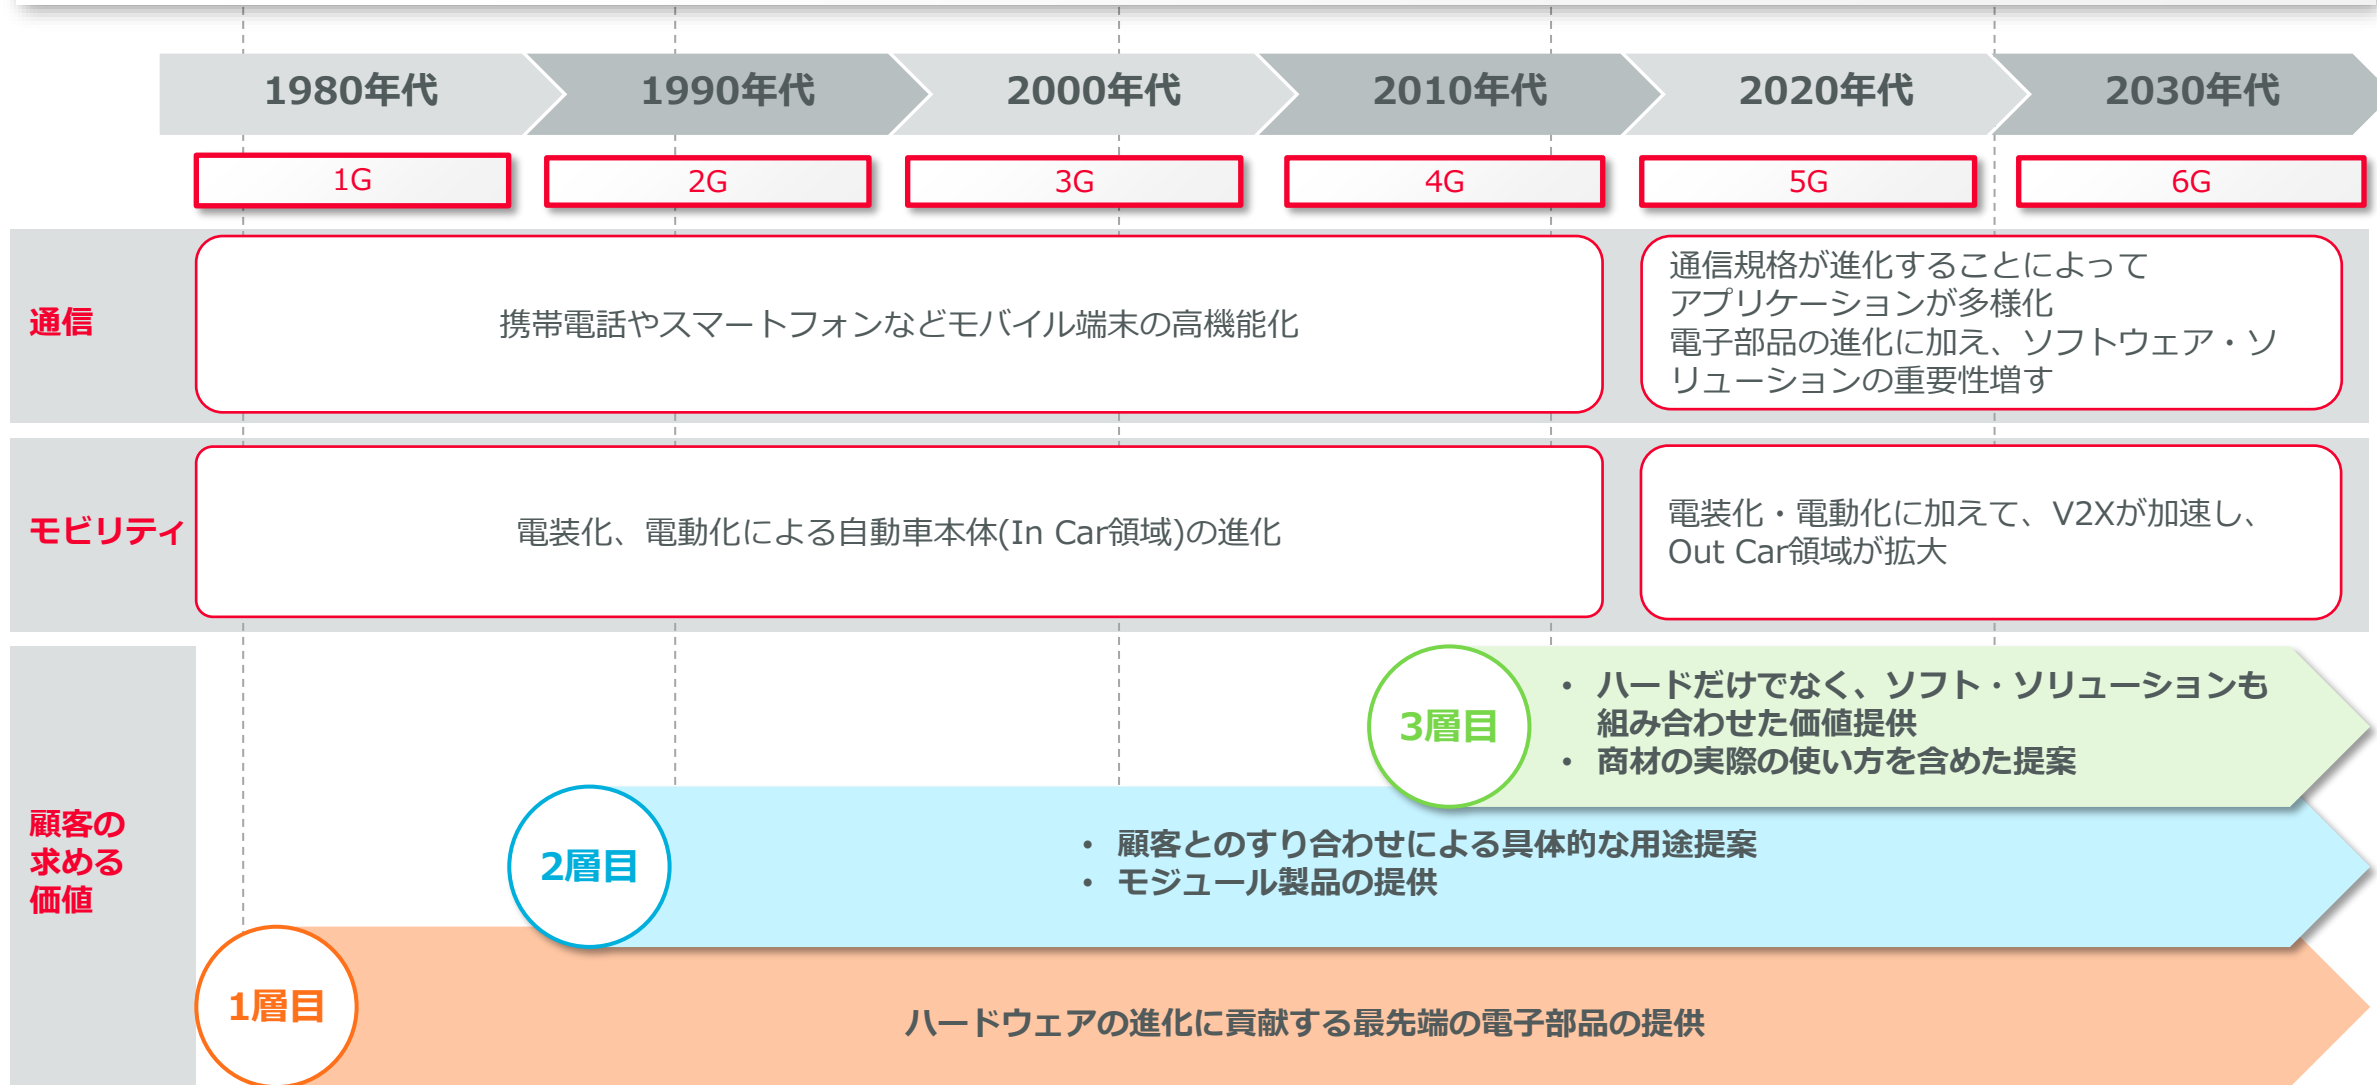 1980年代
1990年代
2000年代
2010年代
2020年代
2030年代
1G
2G
3G
4G
5G
6G
通信
携帯電話やスマートフォンなどモバイル端末の高機能化
通信規格が進化することによって
アプリケーションが多様化
電子部品の進化に加え、ソフトウェア・ソ
リューションの重要性増す
モビリティ
電装化、電動化による自動車本体(In Car領域)の進化
電装化・電動化に加えて、V2Xが加速し、
Out Car領域が拡大
顧客の
求める
価値
3層目
• ハードだけでなく、ソフト・ソリューションも
組み合わせた価値提供
• 商材の実際の使い方を含めた提案
2層目
• 顧客とのすり合わせによる具体的な用途提案
• モジュール製品の提供
1層目
ハードウェアの進化に貢献する最先端の電子部品の提供